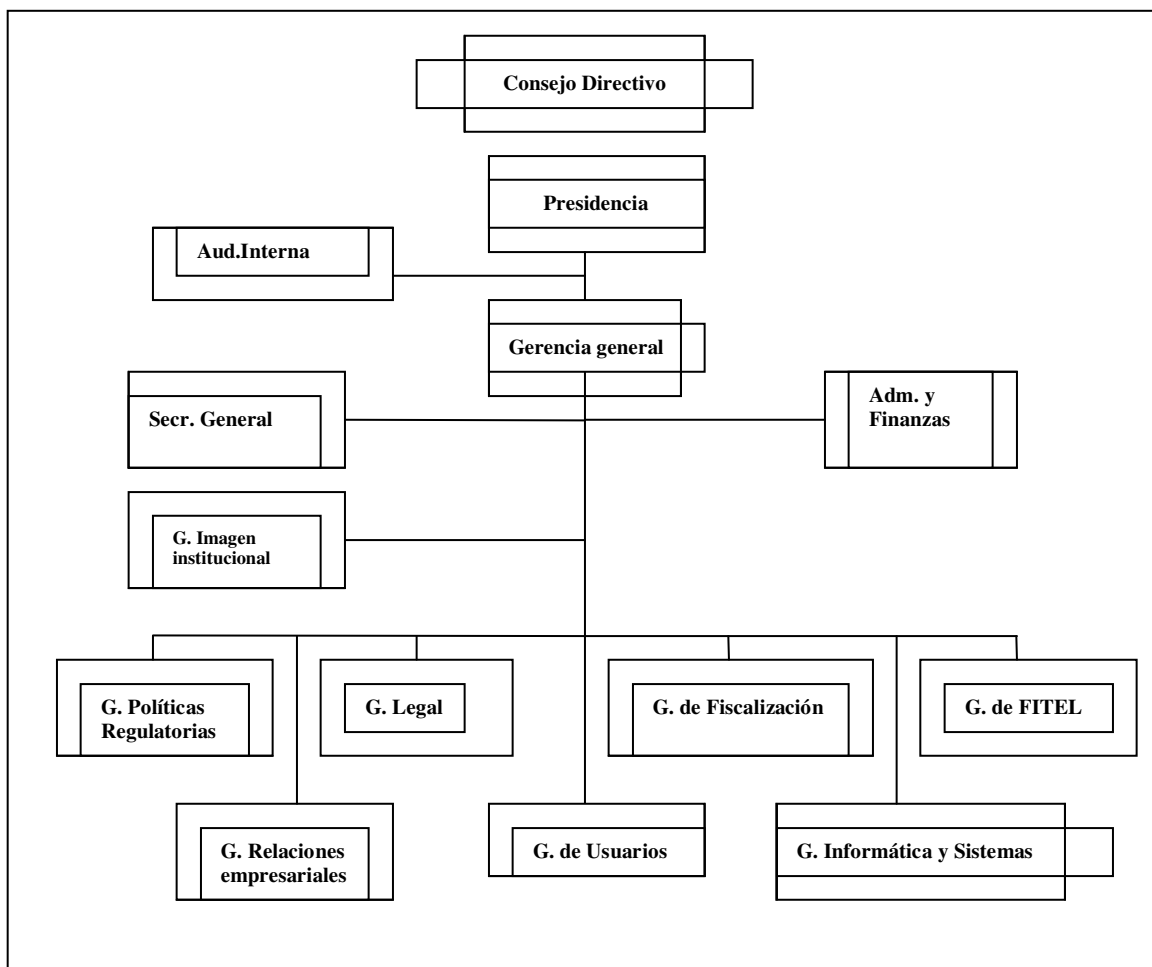 Consejo Directivo
Presidencia
Aud.Interna
Gerencia general
Secr. General
Adm. y
Finanzas
G. Imagen
institucional
G. Políticas
Regulatorias
G. Legal
G. de Fiscalización
G. de FITEL
G. Relaciones
empresariales
G. de Usuarios
G. Informática y Sistemas